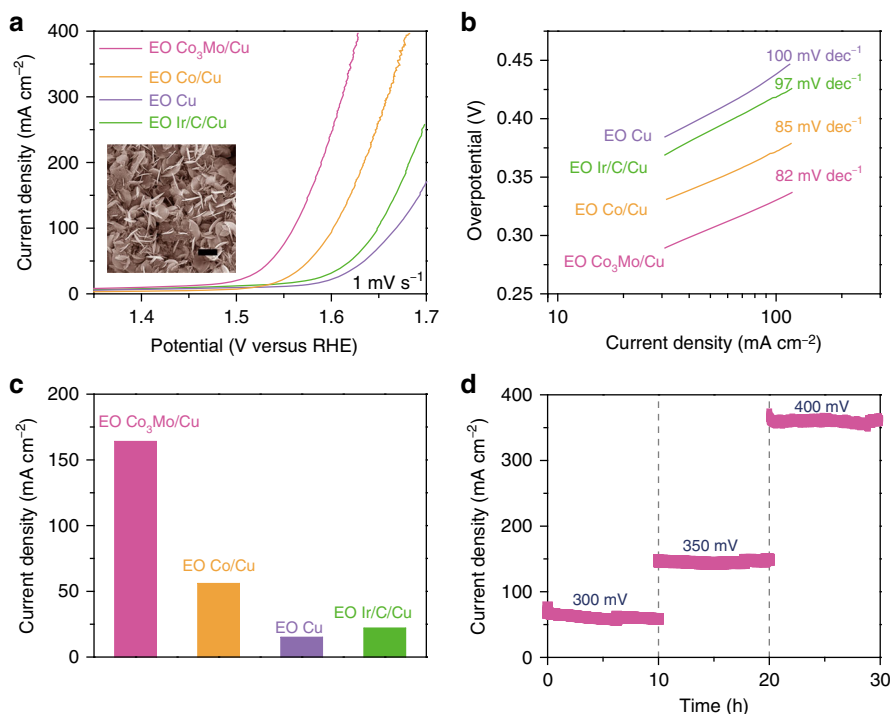 a
EO Co₃Mo/Cu
EO Co/Cu
EO Cu
EO Ir/C/Cu
1 mV s⁻¹
400
300
200
100
0
1.4
1.5
1.6
1.7
Current density (mA cm⁻²)
Potential (V versus RHE)
b
100 mV dec⁻¹
97 mV dec⁻¹
85 mV dec⁻¹
82 mV dec⁻¹
EO Cu
EO Ir/C/Cu
EO Co/Cu
EO Co₃Mo/Cu
0.45
0.40
0.35
0.30
0.25
10
100
Overpotential (V)
Current density (mA cm⁻²)
c
EO Co₃Mo/Cu
EO Co/Cu
EO Cu
EO Ir/C/Cu
200
150
100
50
0
Current density (mA cm⁻²)
d
400 mV
350 mV
300 mV
400
300
200
100
0
0
10
20
30
Current density (mA cm⁻²)
Time (h)